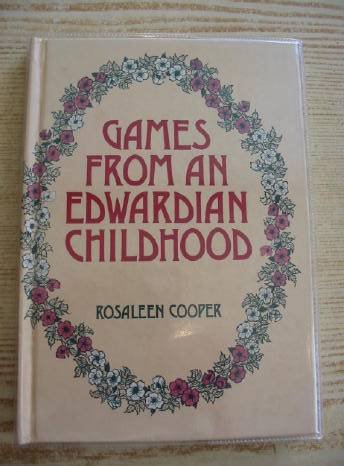 GAMES
FROM AN
EDWARDIAN
CHILDHOOD
ROSALEEN COOPER